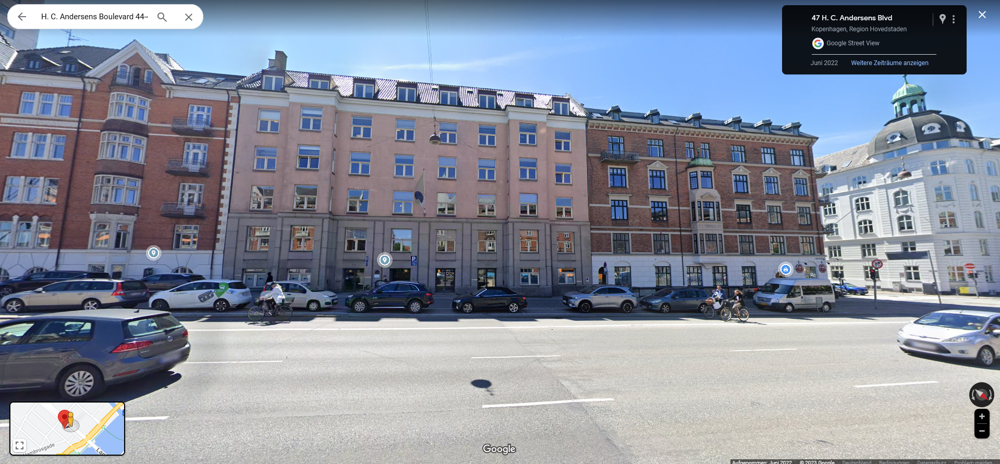 H. C. Andersens Boulevard 44-
47 H. C. Andersens Blvd
Kopenhagen, Region Hovedstaden
Google Street View
Juni 2022
Weitere Zeiträume anzeigen
P
Hambrosgade
Lan
Google
Aufgenommen: Juni 2022 © 2023 Google Deutschland Bedingungen Datenschutz Problem melden